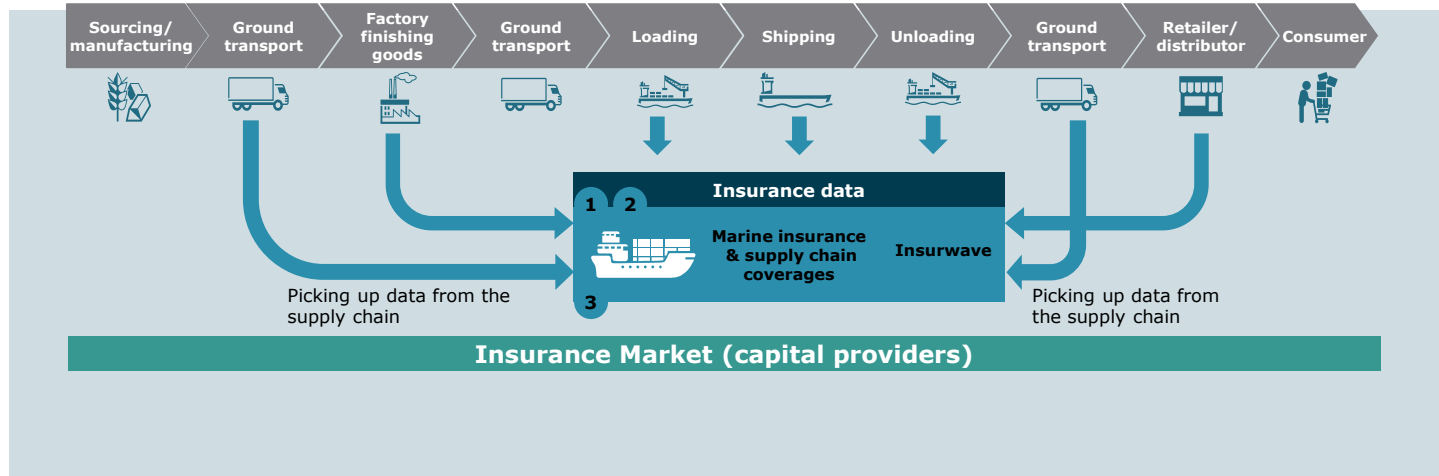 Sourcing/
manufacturing
Ground
transport
Factory
finishing
goods
Ground
transport
Loading
Shipping
Unloading
Ground
transport
Retailer/
distributor
Consumer
Insurance data
1 2
Marine insurance
& supply chain
coverages
Insurwave
3
Picking up data from the
supply chain
Picking up data from
the supply chain
Insurance Market (capital providers)